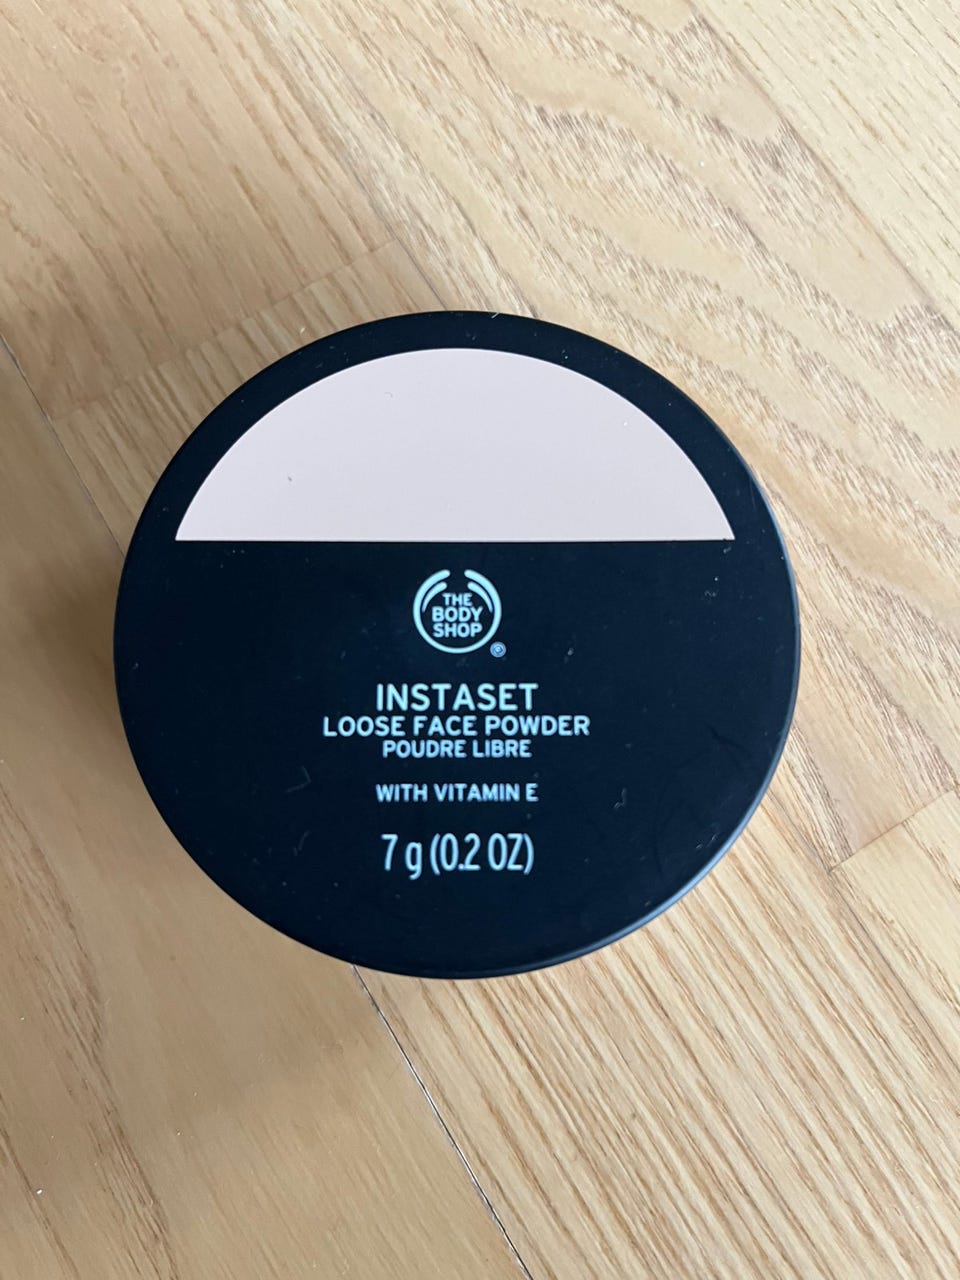 THE
BODY
SHOP
®
INSTASET
LOOSE FACE POWDER
POUDRE LIBRE
WITH VITAMIN E
7 g (0.2 OZ)